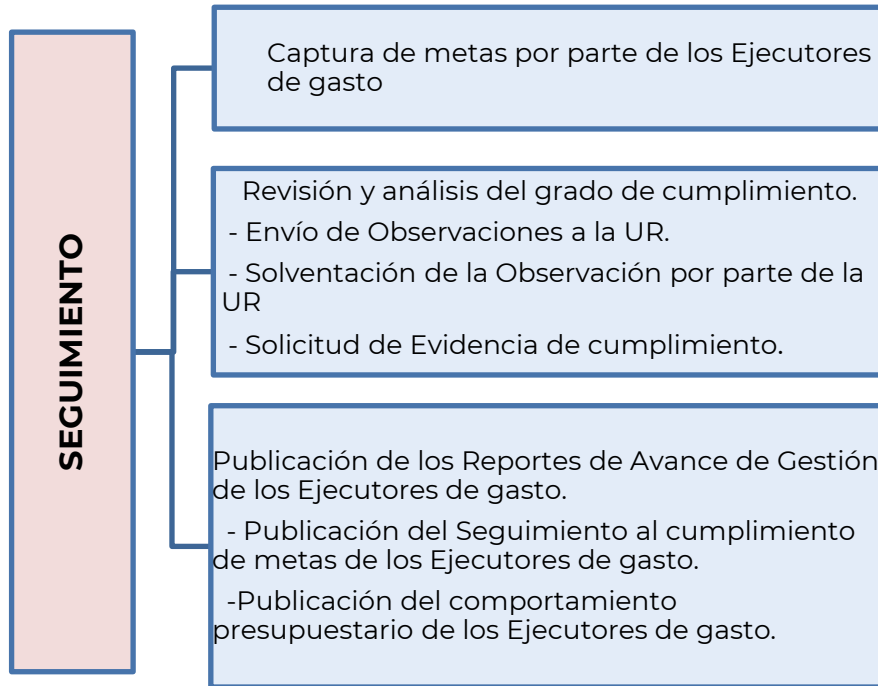 SEGUIMIENTO
Captura de metas por parte de los Ejecutores
de gasto
Revisión y análisis del grado de cumplimiento.
- Envío de Observaciones a la UR.
- Solventación de la Observación por parte de la
UR
- Solicitud de Evidencia de cumplimiento.
Publicación de los Reportes de Avance de Gestión
de los Ejecutores de gasto.
- Publicación del Seguimiento al cumplimiento
de metas de los Ejecutores de gasto.
-Publicación del comportamiento
presupuestario de los Ejecutores de gasto.